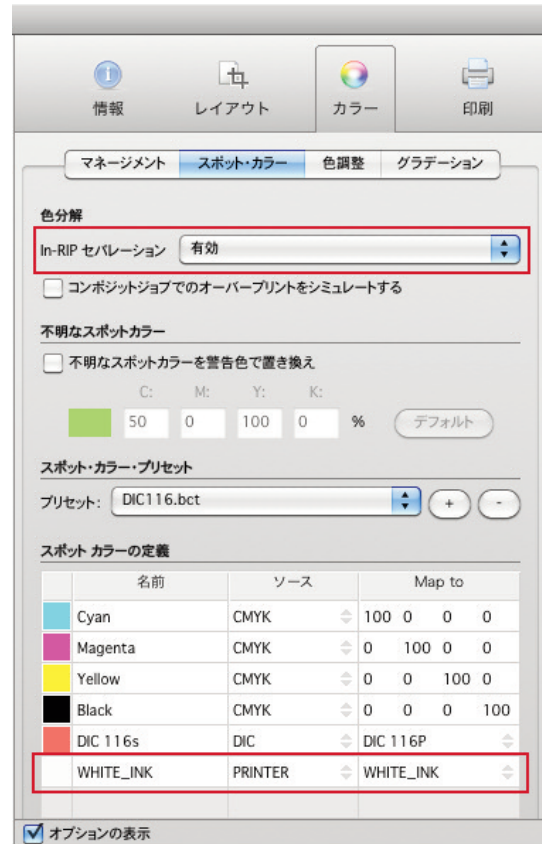 情報 レイアウト カラー 印刷
マネージメント スポット・カラー 色調整 グラデーション
色分解
In-RIP セパレーション 有効
コンポジットジョブでのオーバープリントをシミュレートする
不明なスポットカラー
不明なスポットカラーを警告色で置き換え
C: M: Y: K:
50 0 100 0 % デフォルト
スポット・カラー・プリセット
プリセット: DIC116.bct + -
スポット カラーの定義
名前 ソース Map to
Cyan CMYK 100 0 0 0
Magenta CMYK 0 100 0 0
Yellow CMYK 0 0 100 0
Black CMYK 0 0 0 100
DIC 116s DIC DIC 116P
WHITE_INK PRINTER WHITE_INK
オプションの表示